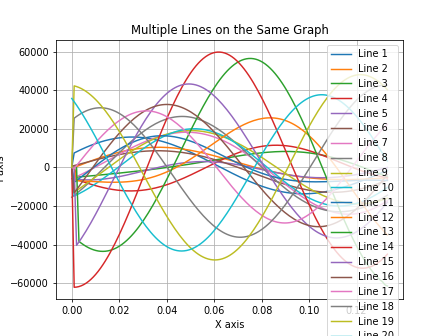 Multiple Lines on the Same Graph
60000
40000
20000
0
−20000
−40000
−60000
0.00 0.02 0.04 0.06 0.08 0.10
X axis
Line 1
Line 2
Line 3
Line 4
Line 5
Line 6
Line 7
Line 8
Line 9
Line 10
Line 11
Line 12
Line 13
Line 14
Line 15
Line 16
Line 17
Line 18
Line 19
Line 20